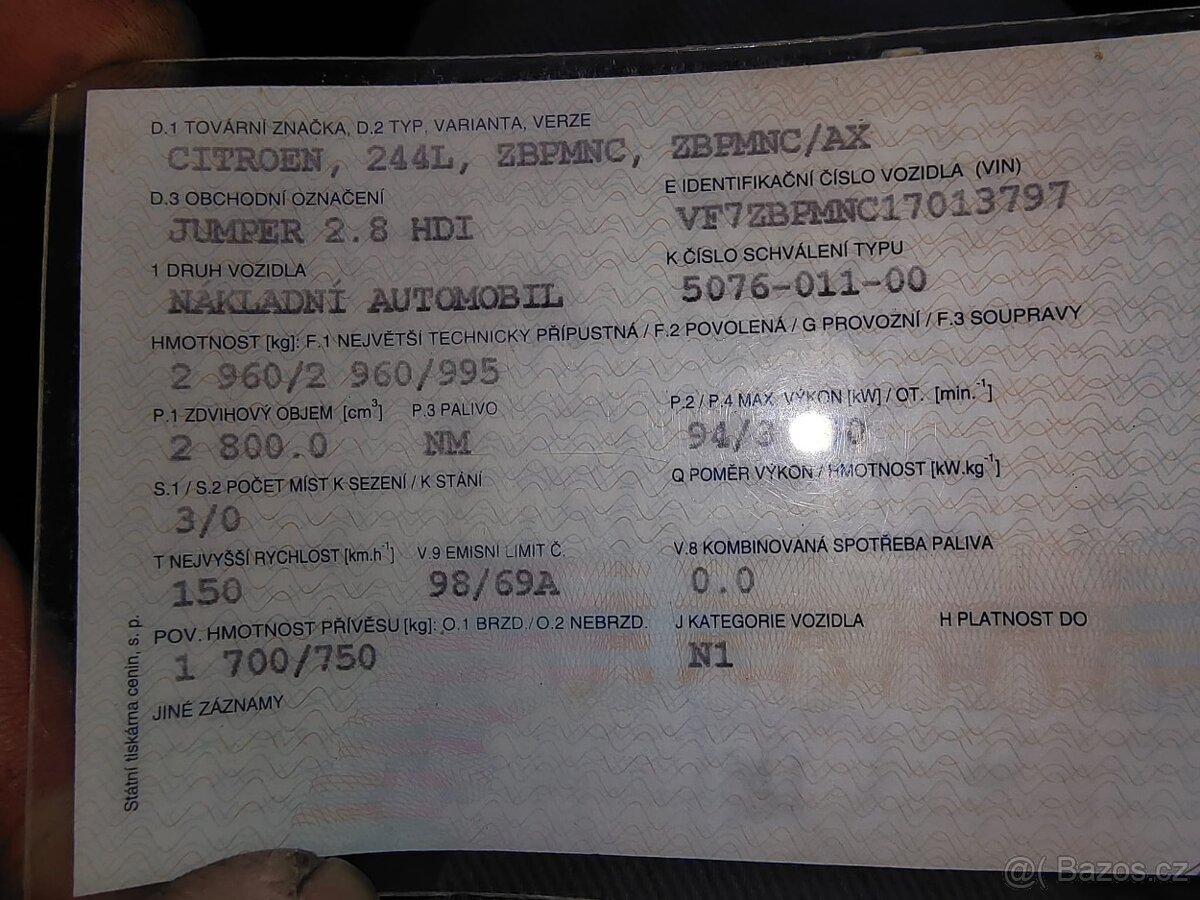 D.1 TOVÁRNÍ ZNAČKA, D.2 TYP, VARIANTA, VERZE
CITROEN, 244L, ZBPMNC, ZBPMNC/AX
D.3 OBCHODNÍ OZNAČENÍ
JUMPER 2.8 HDI
E IDENTIFIKAČNÍ ČÍSLO VOZIDLA (VIN)
VF7ZBPMNC17013797
1 DRUH VOZIDLA
NÁKLADNÍ AUTOMOBIL
K ČÍSLO SCHVÁLENÍ TYPU
5076-011-00
HMOTNOST [kg]: F.1 NEJVĚTŠÍ TECHNICKY PŘÍPUSTNÁ / F.2 POVOLENÁ / G PROVOZNÍ / F.3 SOUPRAVY
2 960/2 960/995
P.1 ZDVIHOVÝ OBJEM [cm³] P.3 PALIVO
2 800.0 NM
P.2 / P.4 MAX. VÝKON [kW] / OT. [min.⁻¹]
94/3
Q POMĚR VÝKON / HMOTNOST [kW.kg⁻¹]
S.1 / S.2 POČET MÍST K SEZENÍ / K STÁNÍ
3/0
T NEJVYŠŠÍ RYCHLOST [km.h⁻¹] V.9 EMISNÍ LIMIT Č.
150 98/69A
V.8 KOMBINOVANÁ SPOTŘEBA PALIVA
0.0
POV. HMOTNOST PŘÍVĚSU [kg]: O.1 BRZD./O.2 NEBRZD.
1 700/750
J KATEGORIE VOZIDLA H PLATNOST DO
N1
JINÉ ZÁZNAMY
Státní tiskárna cenin, s. p.
@( Bazos.cz